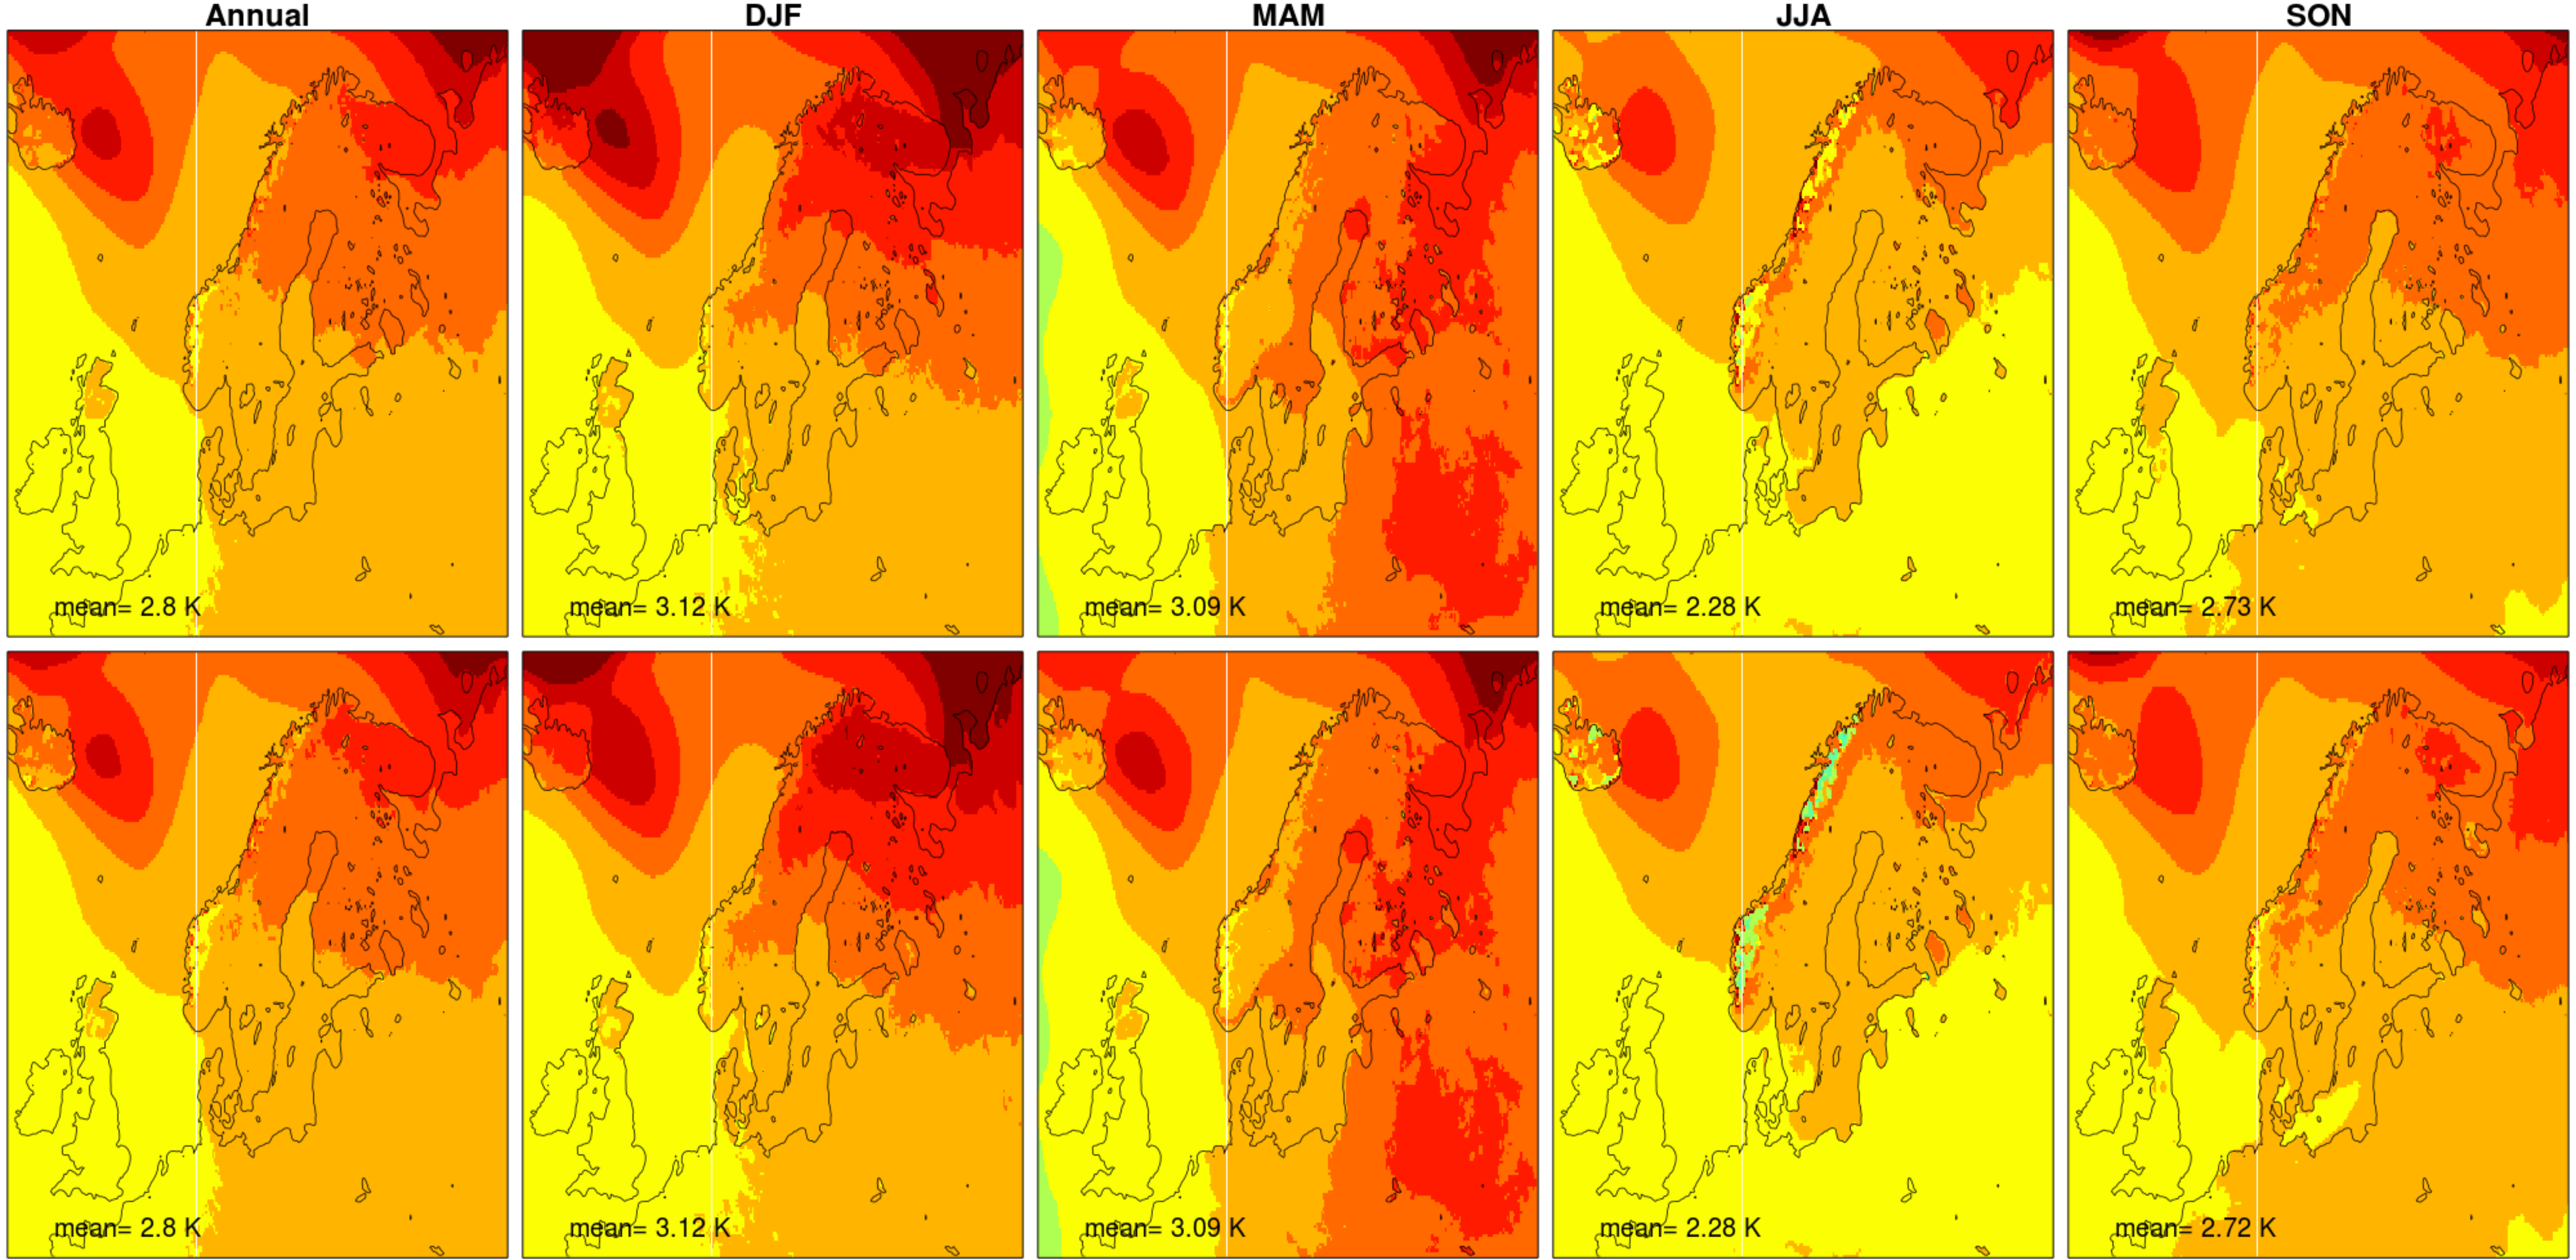 Annual DJF MAM JJA SON
mean= 2.8 K mean= 3.12 K mean= 3.09 K mean= 2.28 K mean= 2.73 K
mean= 2.8 K mean= 3.12 K mean= 3.09 K mean= 2.28 K mean= 2.72 K